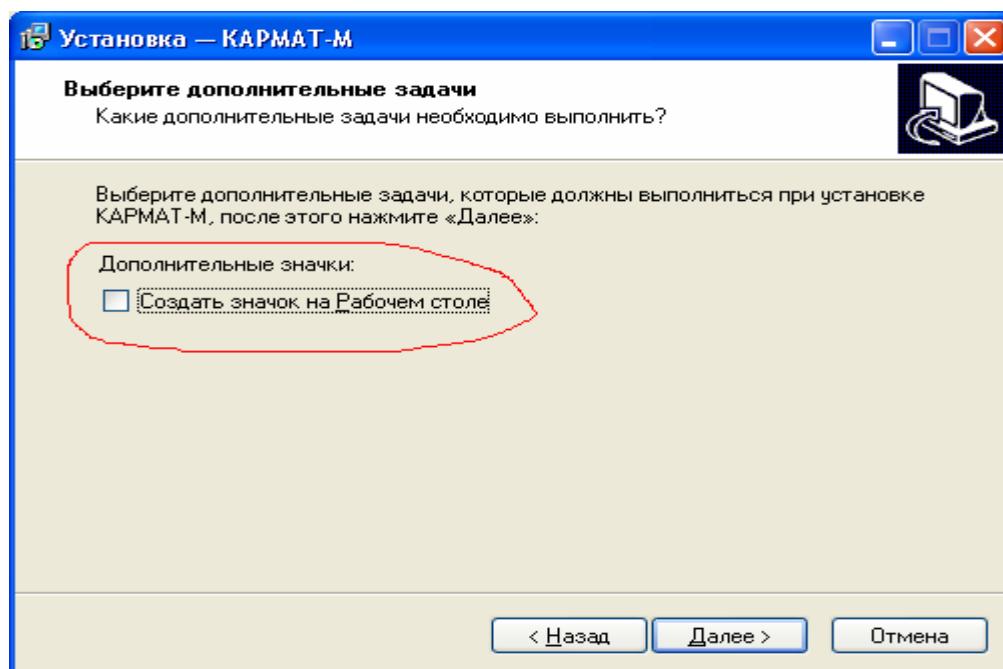 Установка — КАРМАТ-М
Выберите дополнительные задачи
Какие дополнительные задачи необходимо выполнить?
Выберите дополнительные задачи, которые должны выполниться при установке
КАРМАТ-М, после этого нажмите «Далее»:
Дополнительные значки:
Создать значок на Рабочем столе
< Назад
Далее >
Отмена